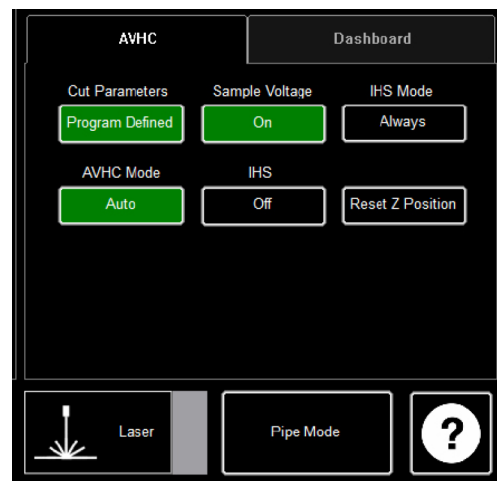 AVHC Dashboard
Cut Parameters Sample Voltage IHS Mode
Program Defined On Always
AVHC Mode IHS
Auto Off Reset Z Position
Laser Pipe Mode ?